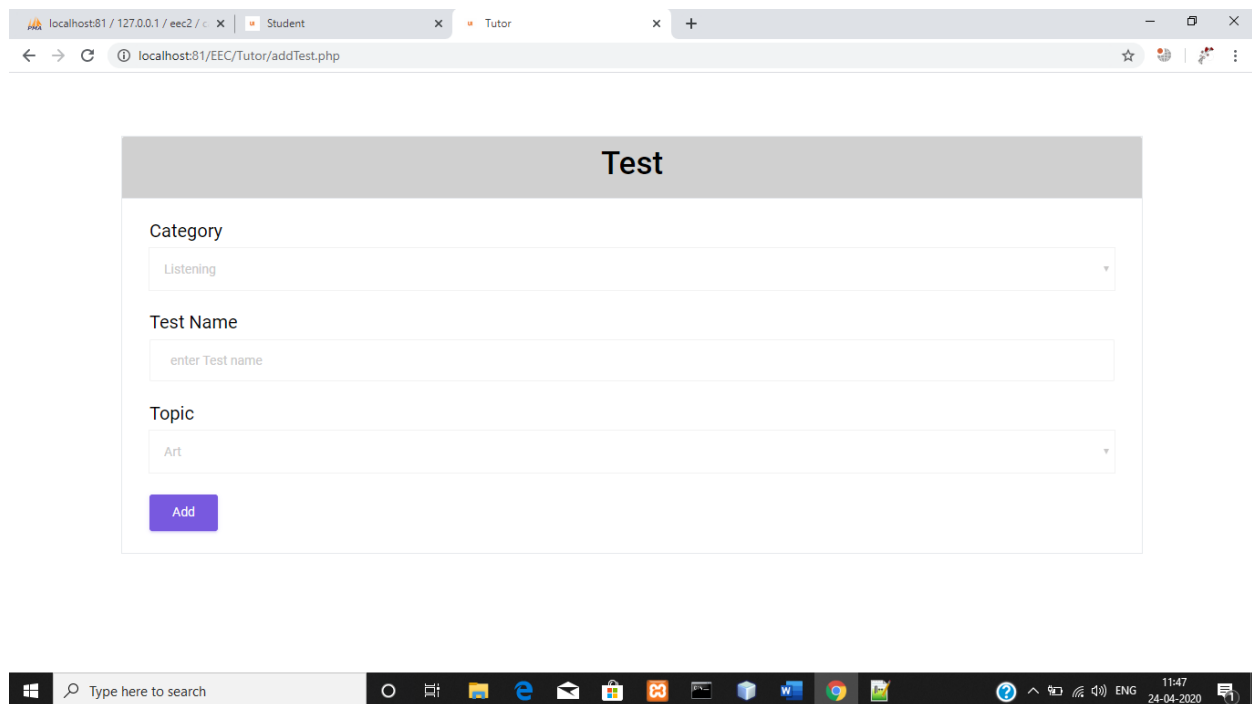 localhost:81 / 127.0.0.1 / eec2 / c
Student
Tutor
localhost:81/EEC/Tutor/addTest.php
Test
Category
Listening
Test Name
enter Test name
Topic
Art
Add
Type here to search
ENG
11:47
24-04-2020